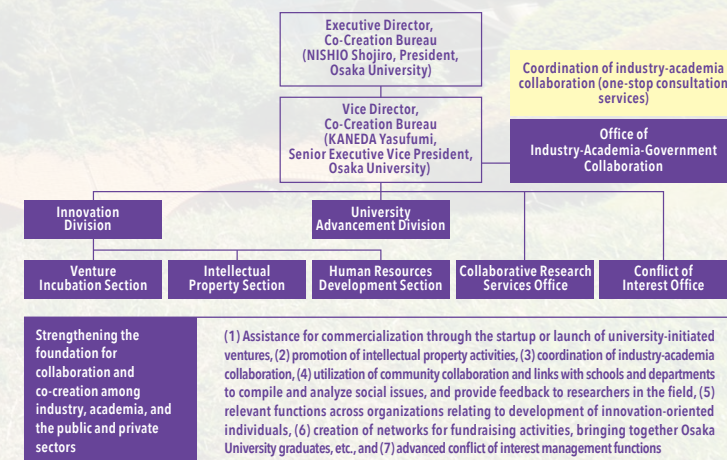 Executive Director,
Co-Creation Bureau
(NISHIO Shojiro, President,
Osaka University)
Coordination of industry-academia
collaboration (one-stop consultation
services)
Vice Director,
Co-Creation Bureau
(KANEDA Yasufumi,
Senior Executive Vice President,
Osaka University)
Office of
Industry-Academia-Government
Collaboration
Innovation
Division
University
Advancement Division
Venture
Incubation Section
Intellectual
Property Section
Human Resources
Development Section
Collaborative Research
Services Office
Conflict of
Interest Office
Strengthening the
foundation for
collaboration and
co-creation among
industry, academia, and
the public and private
sectors
(1) Assistance for commercialization through the startup or launch of university-initiated
ventures, (2) promotion of intellectual property activities, (3) coordination of industry-academia
collaboration, (4) utilization of community collaboration and links with schools and departments
to compile and analyze social issues, and provide feedback to researchers in the field, (5)
relevant functions across organizations relating to development of innovation-oriented
individuals, (6) creation of networks for fundraising activities, bringing together Osaka
University graduates, etc., and (7) advanced conflict of interest management functions